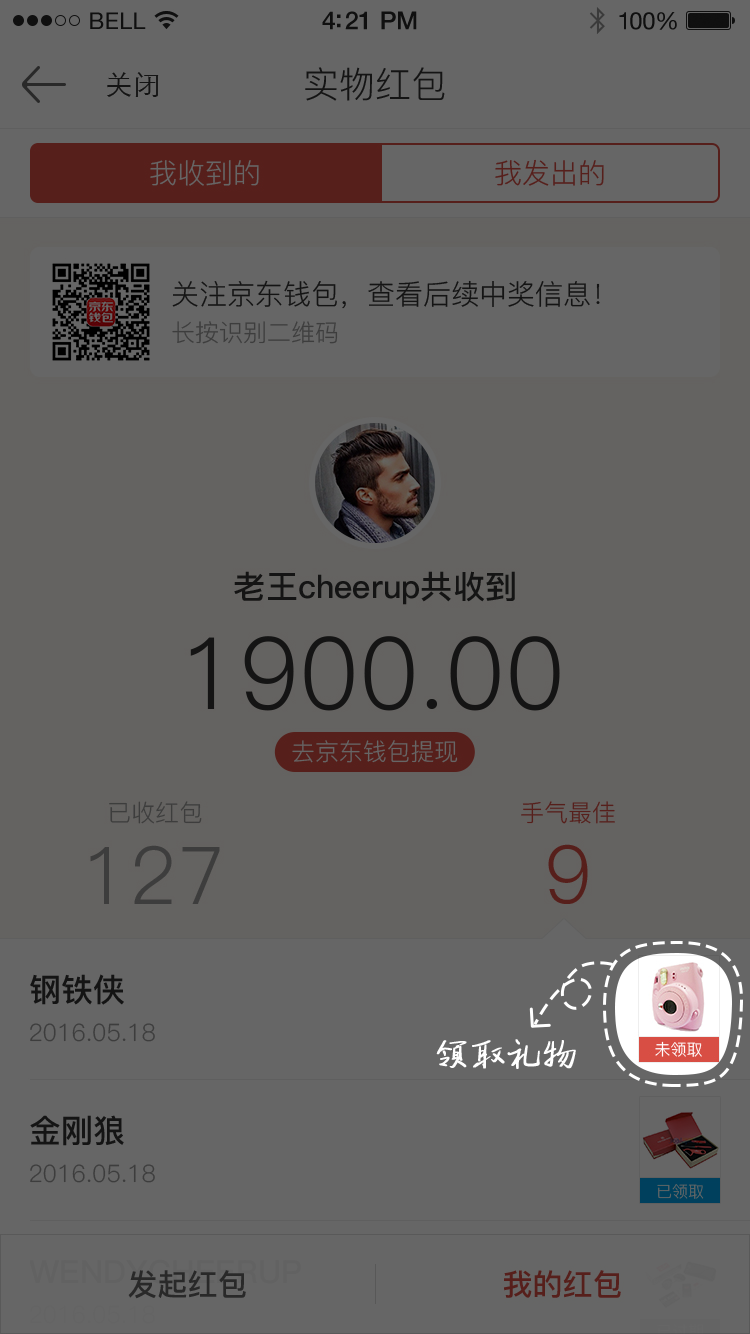 BELL 4:21 PM 100%
关闭 实物红包
我收到的 我发出的
京东
钱包
关注京东钱包，查看后续中奖信息！
长按识别二维码
老王cheerup共收到
1900.00
去京东钱包提现
已收红包 手气最佳
127 9
钢铁侠
2016.05.18
未领取
领取礼物
金刚狼
2016.05.18
已领取
WENDYCHEERUP
发起红包 我的红包